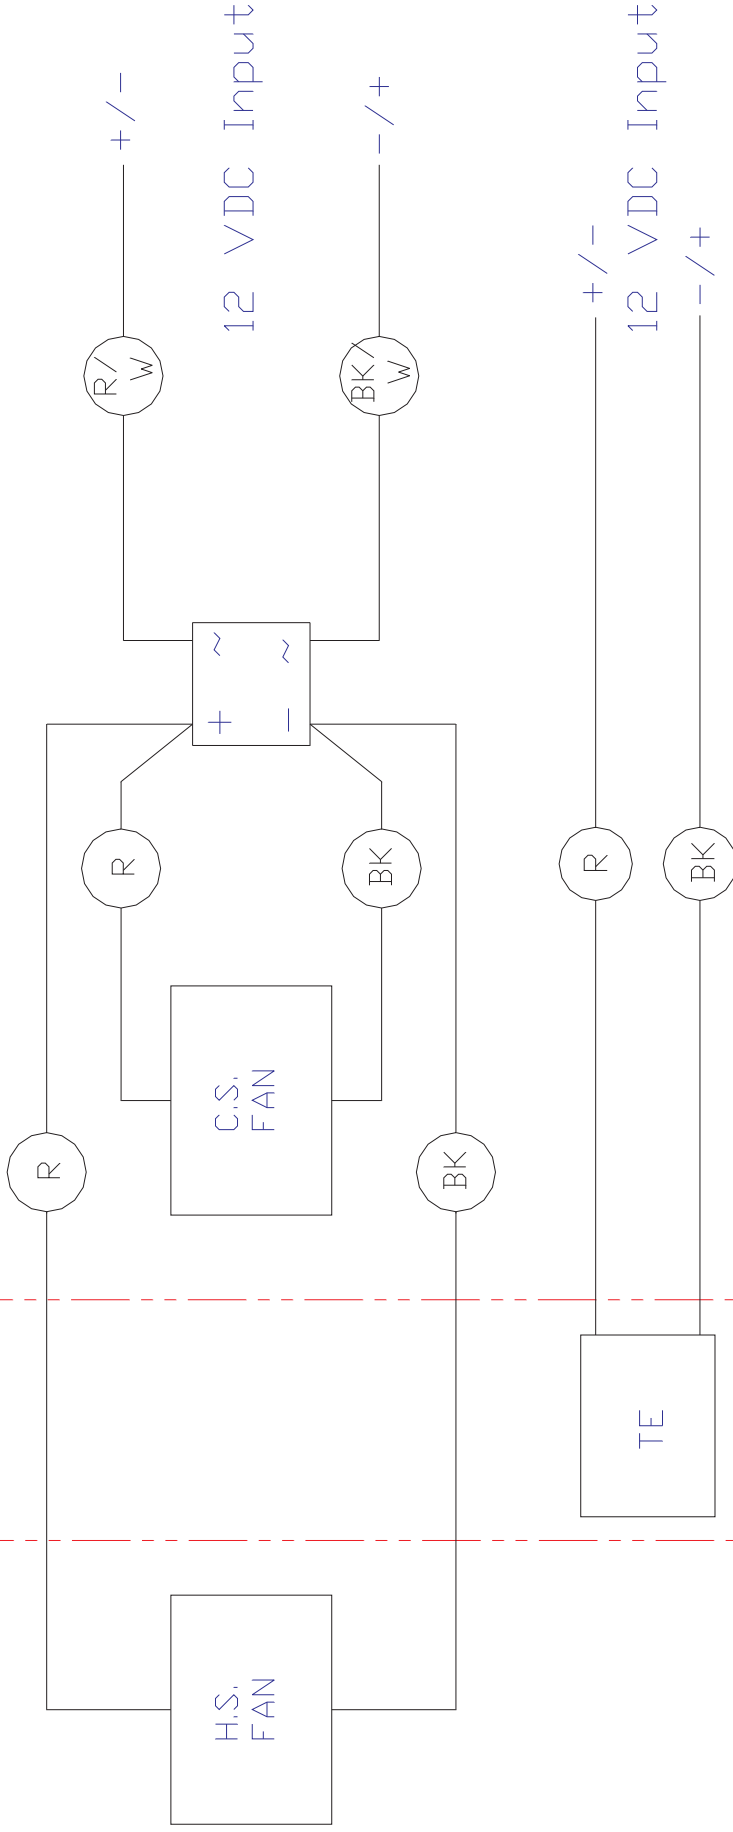 H.S.
FAN
R
BK
C.S.
FAN
R
BK
+ ~
- ~
R/
W
BK/
W
+/-
12 VDC Input
-/+
TE
R
BK
+/-
12 VDC Input
-/+